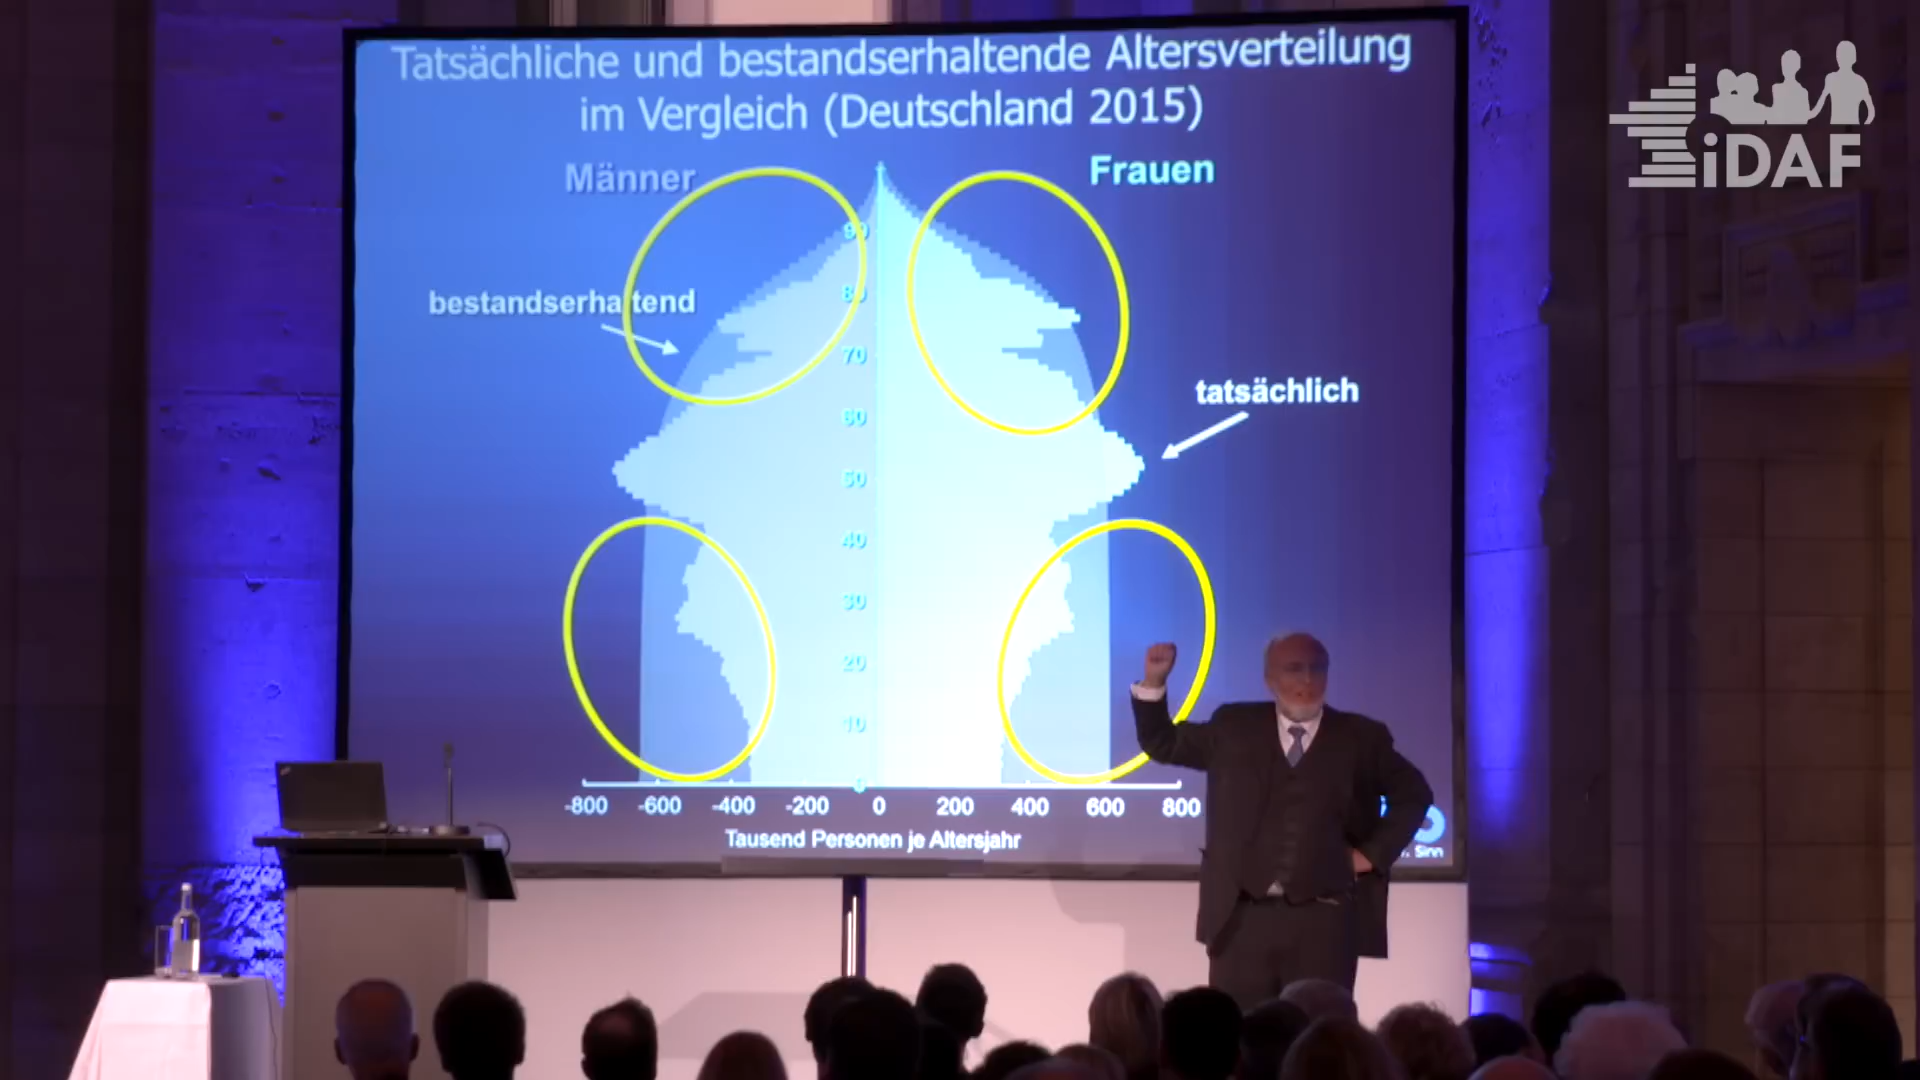 Tatsächliche und bestandserhaltende Altersverteilung
im Vergleich (Deutschland 2015)
iDAF
Männer
Frauen
90
bestandserhaltend
80
70
tatsächlich
60
50
40
30
20
10
0
-800 -600 -400 -200 0 200 400 600 800
Tausend Personen je Altersjahr
Sinn